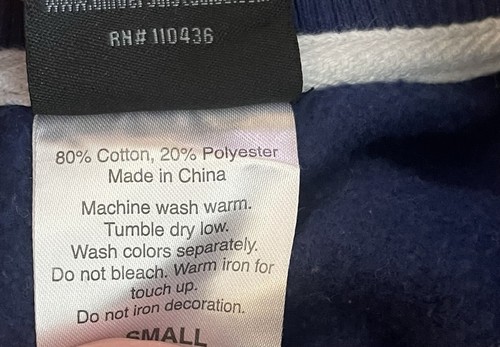 RN# 110436
80% Cotton, 20% Polyester
Made in China
Machine wash warm.
Tumble dry low.
Wash colors separately.
Do not bleach. Warm iron for
touch up.
Do not iron decoration.
SMALL